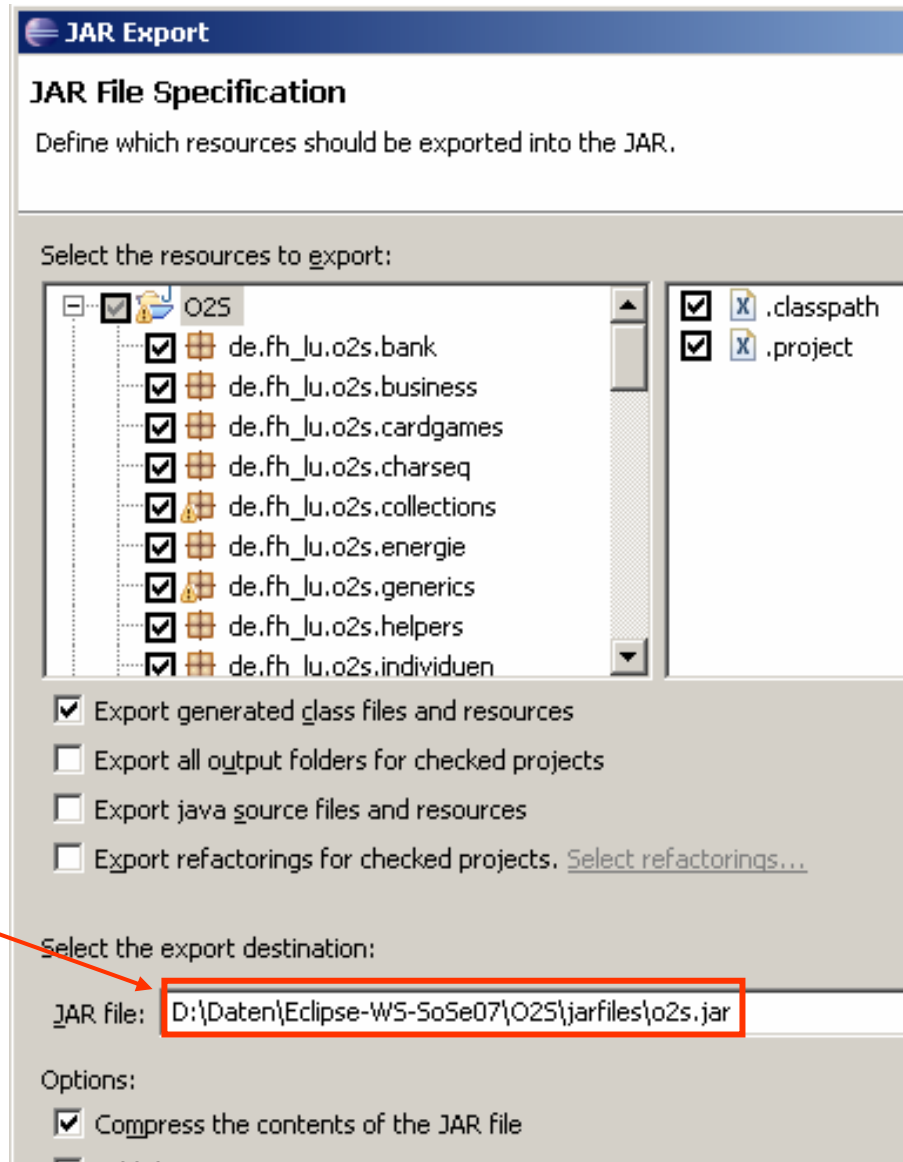 JAR Export
JAR File Specification
Define which resources should be exported into the JAR.
Select the resources to export:
O2S
de.fh_lu.o2s.bank
de.fh_lu.o2s.business
de.fh_lu.o2s.cardgames
de.fh_lu.o2s.charseq
de.fh_lu.o2s.collections
de.fh_lu.o2s.energie
de.fh_lu.o2s.generics
de.fh_lu.o2s.helpers
de.fh_lu.o2s.individuen
.classpath
.project
Export generated class files and resources
Export all output folders for checked projects
Export java source files and resources
Export refactorings for checked projects. Select refactorings...
Select the export destination:
JAR file: D:\Daten\Eclipse-WS-SoSe07\O2S\jarfiles\o2s.jar
Options:
Compress the contents of the JAR file